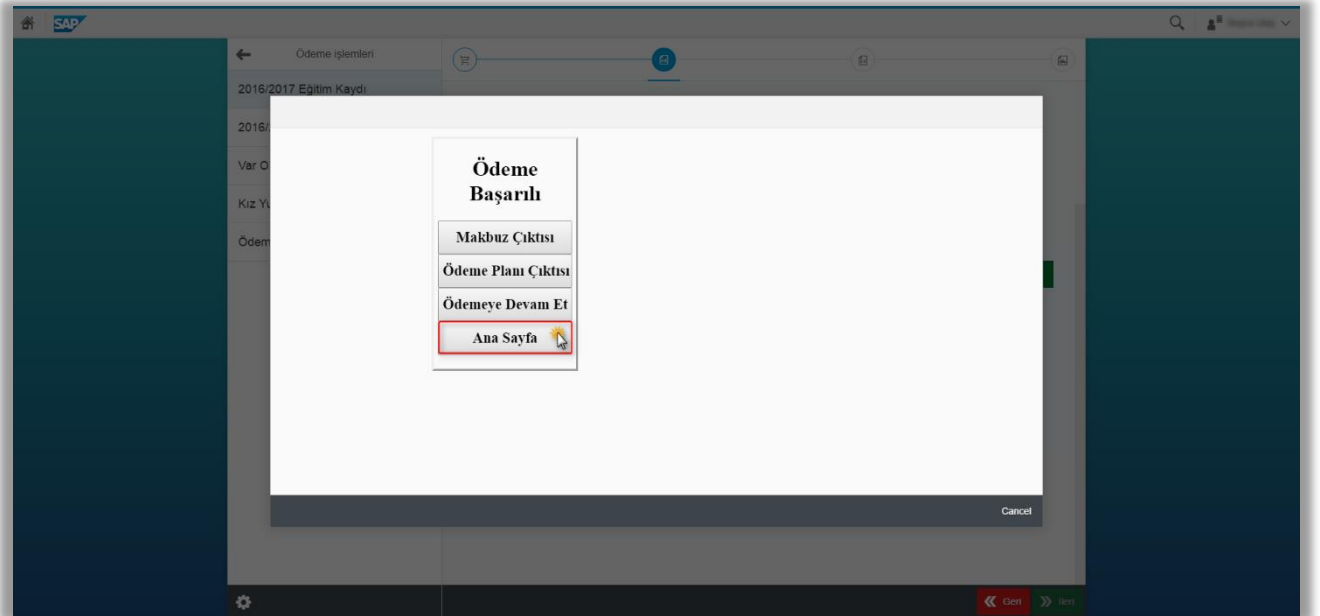 SAP
Ödeme işlemleri
2016/2017 Eğitim Kaydı
2016/
Var O
Kız Yu
Ödem
Ödeme
Başarılı
Makbuz Çıktısı
Ödeme Planı Çıktısı
Ödemeye Devam Et
Ana Sayfa
Cancel
Geri
İleri